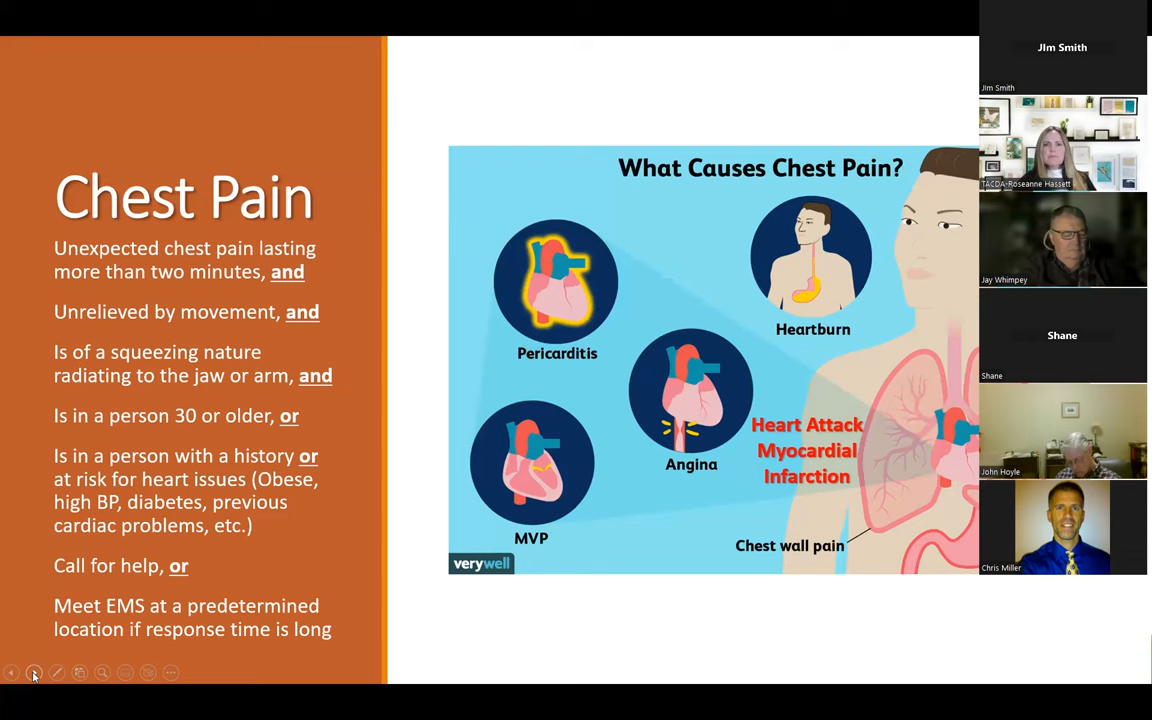 Chest Pain
Unexpected chest pain lasting
more than two minutes, and
Unrelieved by movement, and
Is of a squeezing nature
radiating to the jaw or arm, and
Is in a person 30 or older, or
Is in a person with a history or
at risk for heart issues (Obese,
high BP, diabetes, previous
cardiac problems, etc.)
Call for help, or
Meet EMS at a predetermined
location if response time is long
What Causes Chest Pain?
Pericarditis
Heartburn
Angina
Heart Attack
Myocardial
Infarction
MVP
Chest wall pain
verywell
JIm Smith
JIm Smith
TACDA-Roseanne Hassett
Jay Whimpey
Shane
Shane
John Hoyle
Chris Miller